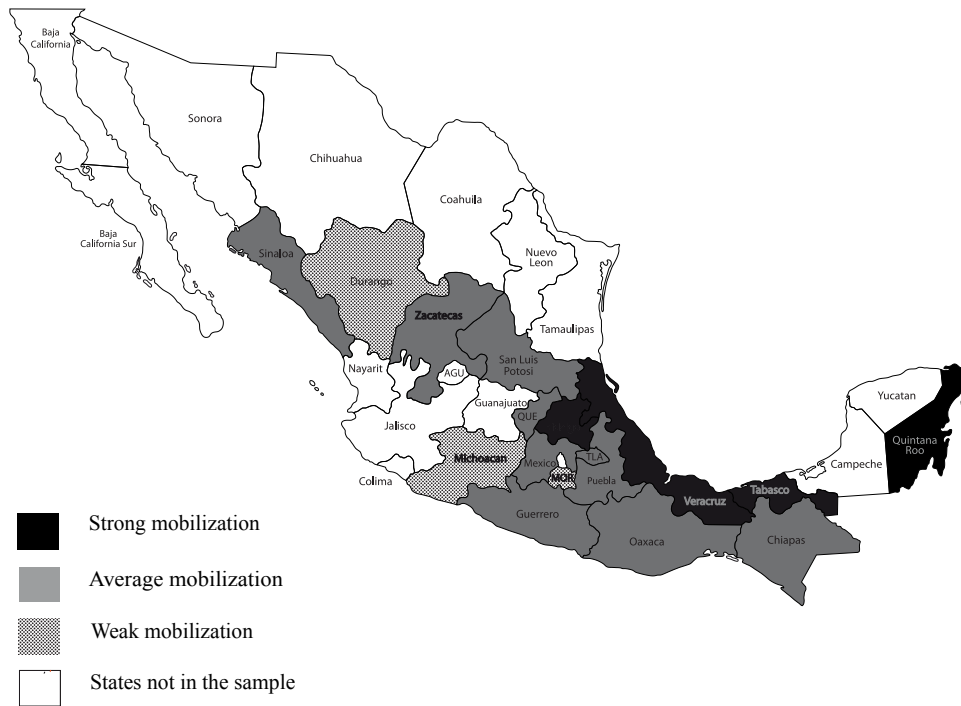 Baja
California
Sonora
Chihuahua
Coahuila
Baja
California Sur
Sinaloa
Nuevo
Leon
Durango
Zacatecas
Tamaulipas
San Luis
Potosi
Nayarit
AGU
Guanajuato
Yucatan
QUE
Jalisco
Quintana
Roo
Michoacan
Mexico
TLA
Campeche
Colima
MOR
Puebla
Tabasco
Veracruz
Guerrero
Oaxaca
Chiapas
Strong mobilization
Average mobilization
Weak mobilization
States not in the sample